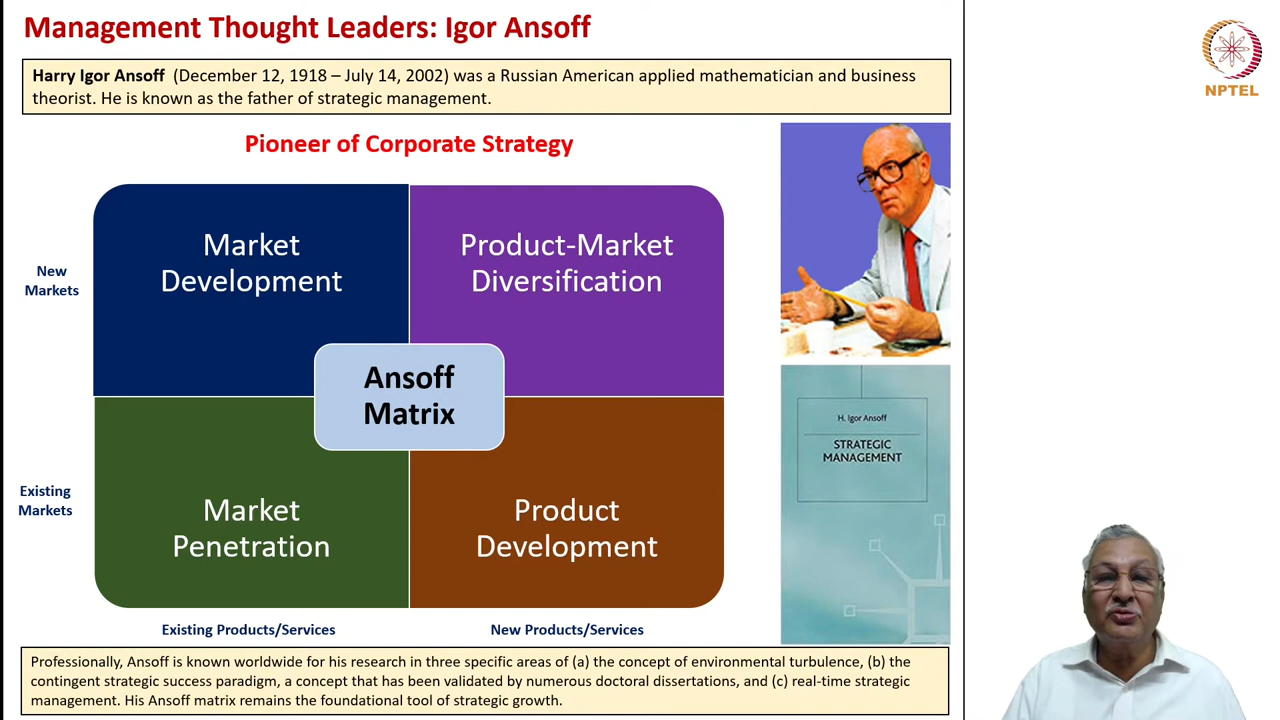 Management Thought Leaders: Igor Ansoff
NPTEL
Harry Igor Ansoff (December 12, 1918 – July 14, 2002) was a Russian American applied mathematician and business
theorist. He is known as the father of strategic management.
Pioneer of Corporate Strategy
New
Markets
Market
Development
Product-Market
Diversification
Ansoff
Matrix
Existing
Markets
Market
Penetration
Product
Development
Existing Products/Services
New Products/Services
H. Igor Ansoff
STRATEGIC
MANAGEMENT
Professionally, Ansoff is known worldwide for his research in three specific areas of (a) the concept of environmental turbulence, (b) the
contingent strategic success paradigm, a concept that has been validated by numerous doctoral dissertations, and (c) real-time strategic
management. His Ansoff matrix remains the foundational tool of strategic growth.